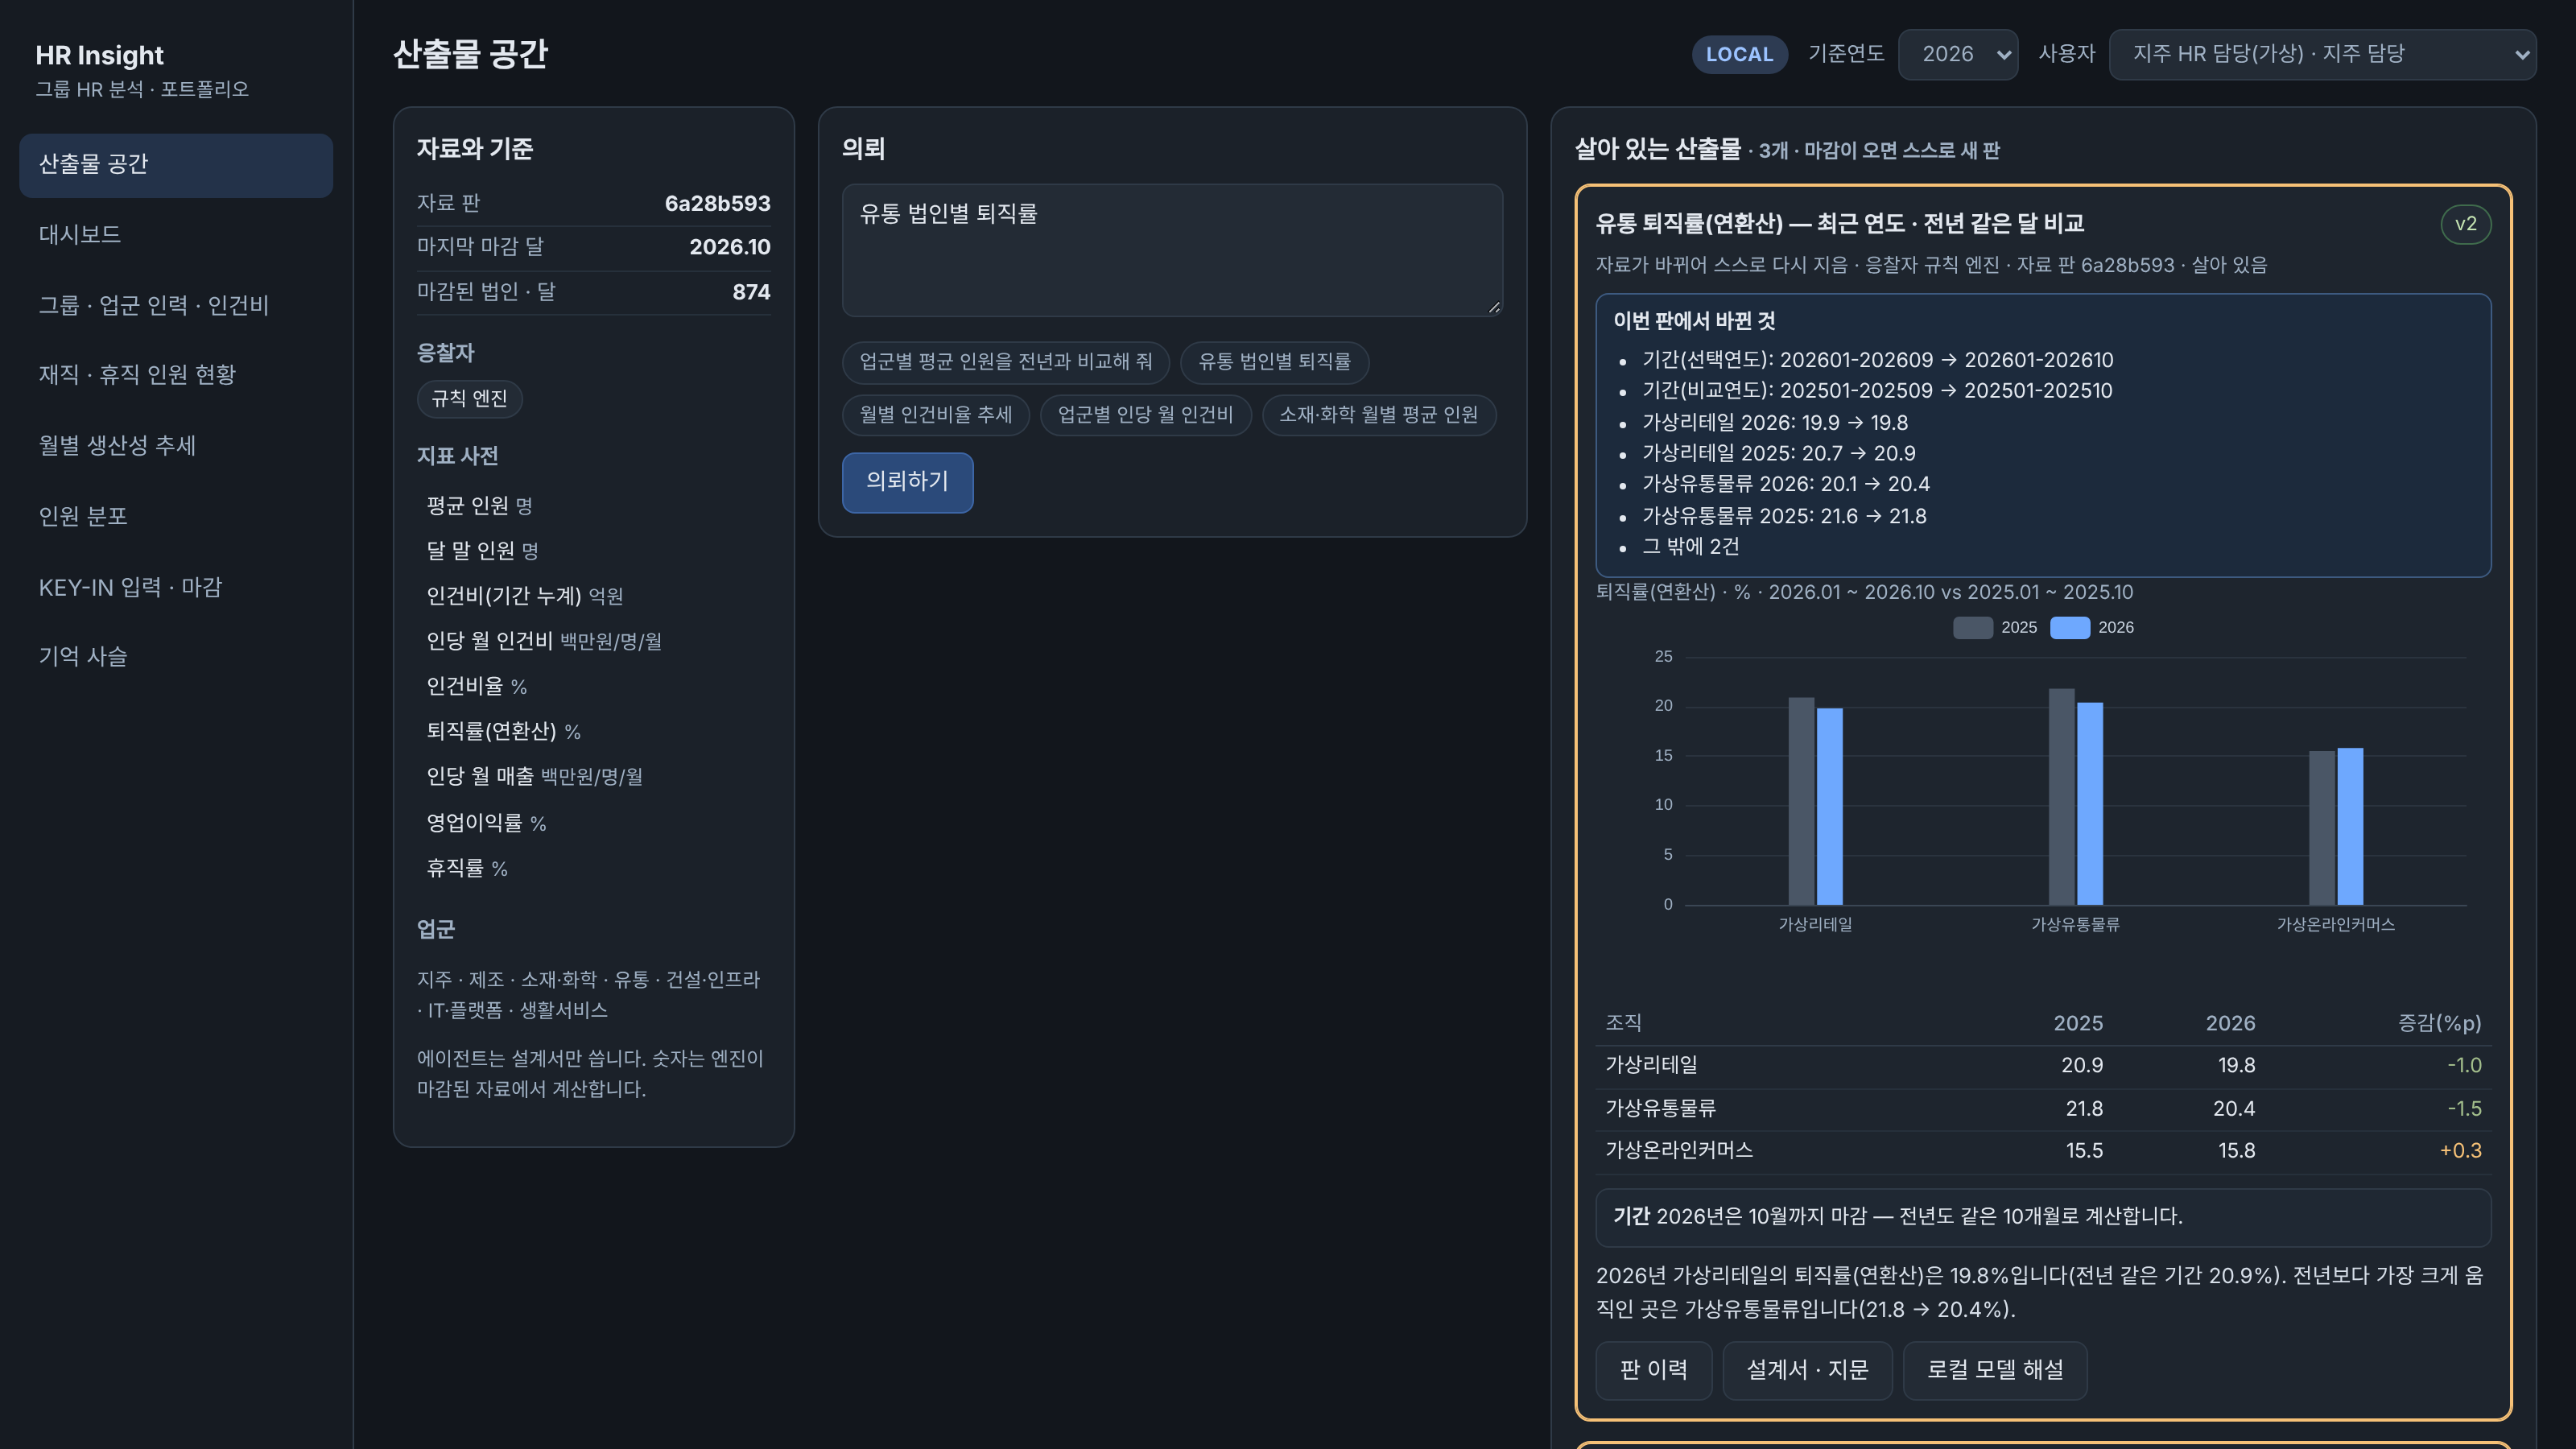 HR Insight
그룹 HR 분석 · 포트폴리오
산출물 공간
대시보드
그룹 · 업군 인력 · 인건비
재직 · 휴직 인원 현황
월별 생산성 추세
인원 분포
KEY-IN 입력 · 마감
기억 사슬
산출물 공간
LOCAL 기준연도 2026 사용자 지주 HR 담당(가상) · 지주 담당
자료와 기준
자료 판 6a28b593
마지막 마감 달 2026.10
마감된 법인 · 달 874
응찰자
규칙 엔진
지표 사전
평균 인원 명
달 말 인원 명
인건비(기간 누계) 억원
인당 월 인건비 백만원/명/월
인건비율 %
퇴직률(연환산) %
인당 월 매출 백만원/명/월
영업이익률 %
휴직률 %
업군
지주 · 제조 · 소재·화학 · 유통 · 건설·인프라
· IT·플랫폼 · 생활서비스
에이전트는 설계서만 씁니다. 숫자는 엔진이
마감된 자료에서 계산합니다.
의뢰
유통 법인별 퇴직률
업군별 평균 인원을 전년과 비교해 줘 유통 법인별 퇴직률
월별 인건비율 추세 업군별 인당 월 인건비 소재·화학 월별 평균 인원
의뢰하기
살아 있는 산출물 · 3개 · 마감이 오면 스스로 새 판
유통 퇴직률(연환산) — 최근 연도 · 전년 같은 달 비교 v2
자료가 바뀌어 스스로 다시 지음 · 응찰자 규칙 엔진 · 자료 판 6a28b593 · 살아 있음
이번 판에서 바뀐 것
• 기간(선택연도): 202601-202609 → 202601-202610
• 기간(비교연도): 202501-202509 → 202501-202510
• 가상리테일 2026: 19.9 → 19.8
• 가상리테일 2025: 20.7 → 20.9
• 가상유통물류 2026: 20.1 → 20.4
• 가상유통물류 2025: 21.6 → 21.8
• 그 밖에 2건
퇴직률(연환산) · % · 2026.01 ~ 2026.10 vs 2025.01 ~ 2025.10
2025 2026
25
20
15
10
5
0
가상리테일 가상유통물류 가상온라인커머스
조직 2025 2026 증감(%p)
가상리테일 20.9 19.8 -1.0
가상유통물류 21.8 20.4 -1.5
가상온라인커머스 15.5 15.8 +0.3
기간 2026년은 10월까지 마감 — 전년도 같은 10개월로 계산합니다.
2026년 가상리테일의 퇴직률(연환산)은 19.8%입니다(전년 같은 기간 20.9%). 전년보다 가장 크게 움
직인 곳은 가상유통물류입니다(21.8 → 20.4%).
판 이력 설계서 · 지문 로컬 모델 해설